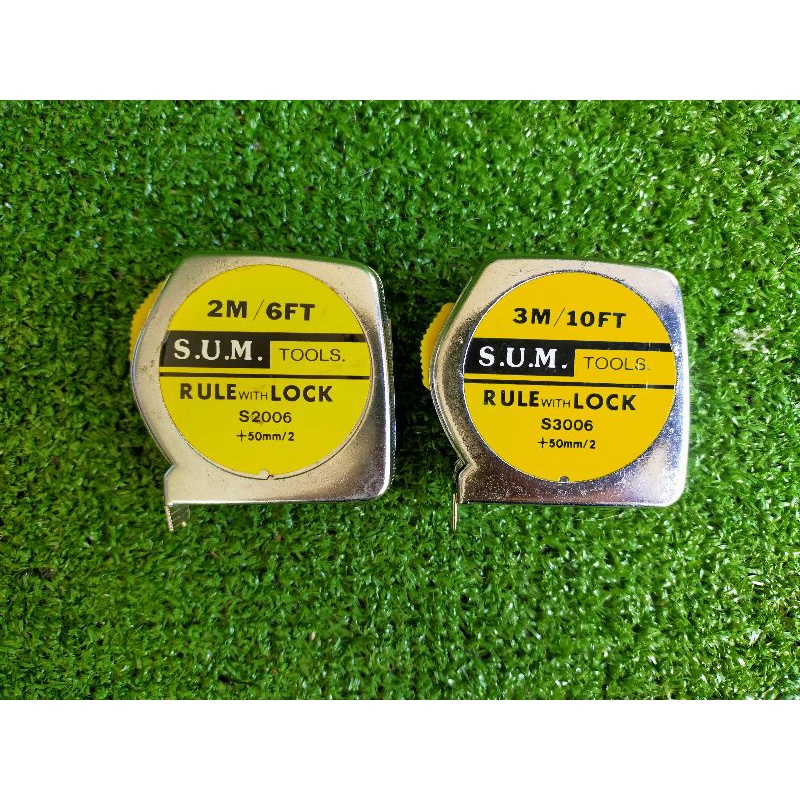 2M/6FT
S.U.M. TOOLS.
RULE WITH LOCK
S2006
+50mm/2
3M/10FT
S.U.M. TOOLS.
RULE WITH LOCK
S3006
+50mm/2